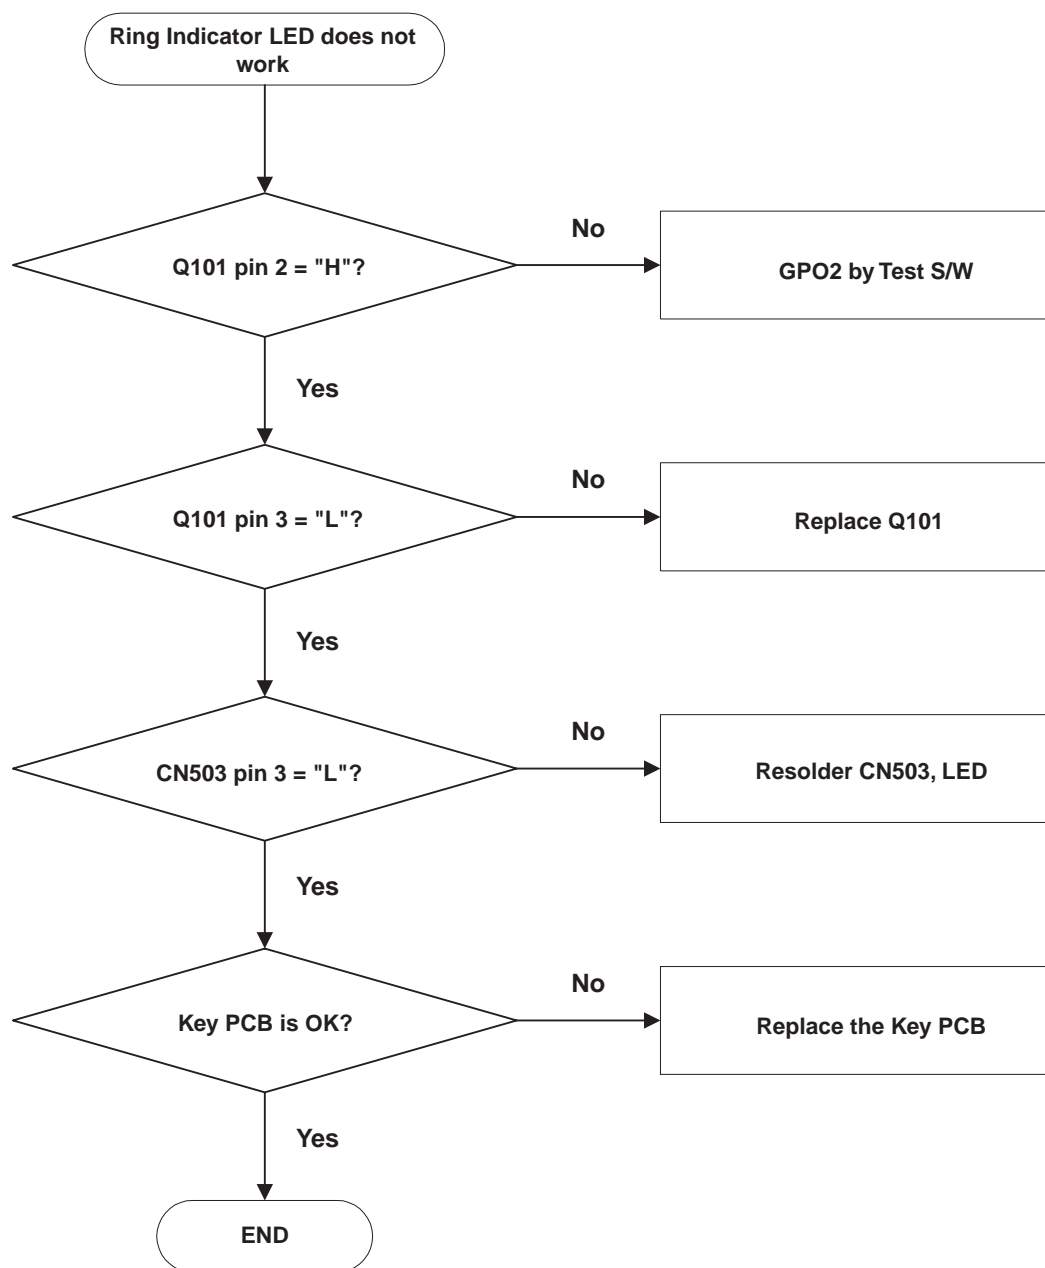 Ring Indicator LED does not
work
Q101 pin 2 = "H"?
No
GPO2 by Test S/W
Yes
Q101 pin 3 = "L"?
No
Replace Q101
Yes
CN503 pin 3 = "L"?
No
Resolder CN503, LED
Yes
Key PCB is OK?
No
Replace the Key PCB
Yes
END